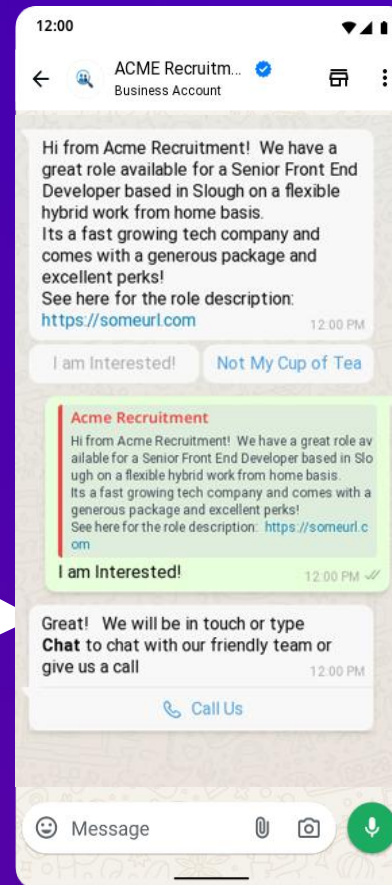 12:00
ACME Recruitm...
Business Account
Hi from Acme Recruitment!  We have a
great role available for a Senior Front End
Developer based in Slough on a flexible
hybrid work from home basis.
Its a fast growing tech company and
comes with a generous package and
excellent perks!
See here for the role description:
https://someurl.com
12:00 PM
I am Interested!
Not My Cup of Tea
Acme Recruitment
Hi from Acme Recruitment!  We have a great role av
ailable for a Senior Front End Developer based in Slo
ugh on a flexible hybrid work from home basis.
Its a fast growing tech company and comes with a
generous package and excellent perks!
See here for the role description:  https://someurl.c
om
I am Interested!
12:00 PM
Great!   We will be in touch or type
Chat to chat with our friendly team or
give us a call
12:00 PM
Call Us
Message